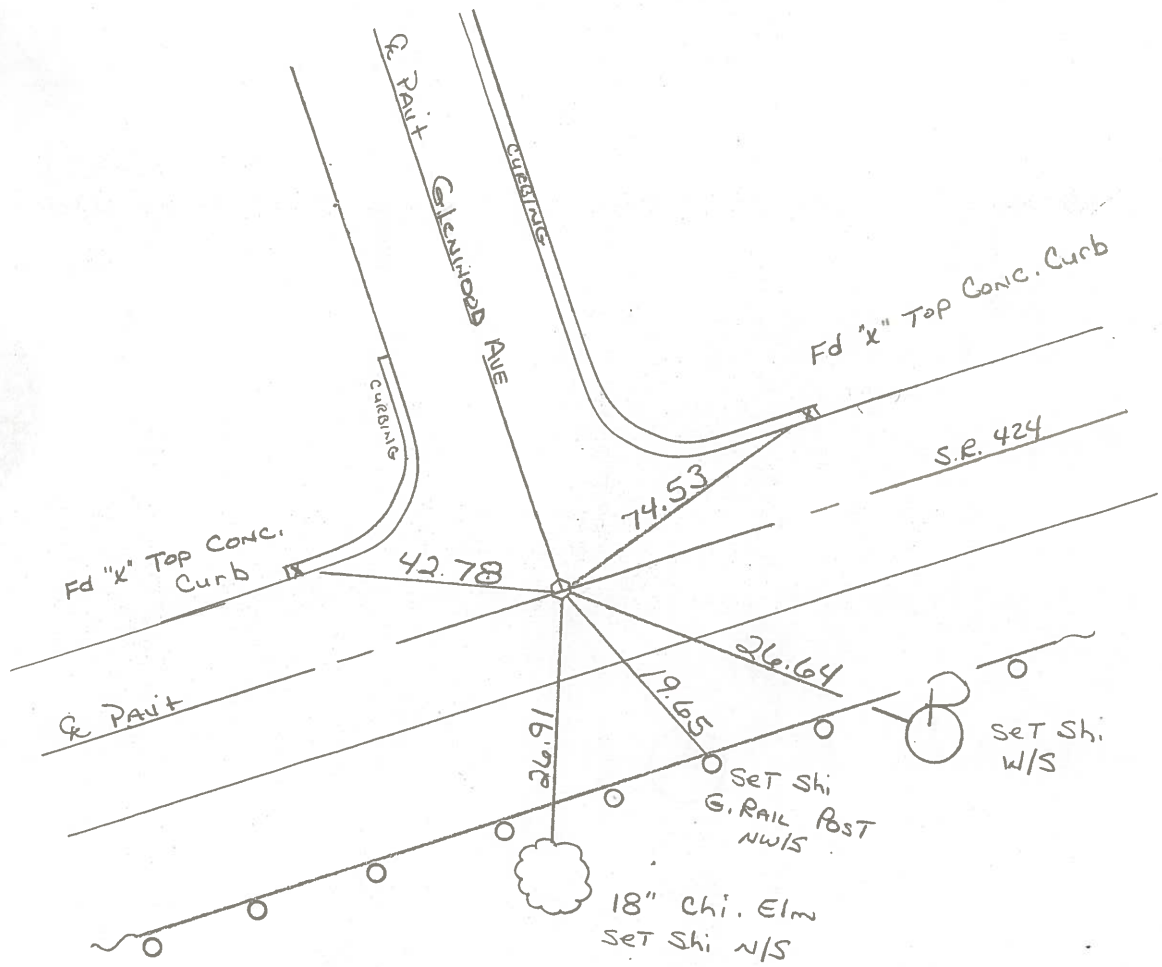 ℄ PAV't
GLENWOOD AVE
CURBING
CURBING
Fd "X" Top Conc. Curb
S.R. 424
74.53
Fd "X" Top Conc.
Curb
42.78
26.64
19.65
26.91
℄ PAV't
SeT Shi
W/S
SeT Shi
G. RAIL POST
NW/S
18" Chi. Elm
SeT Shi N/S